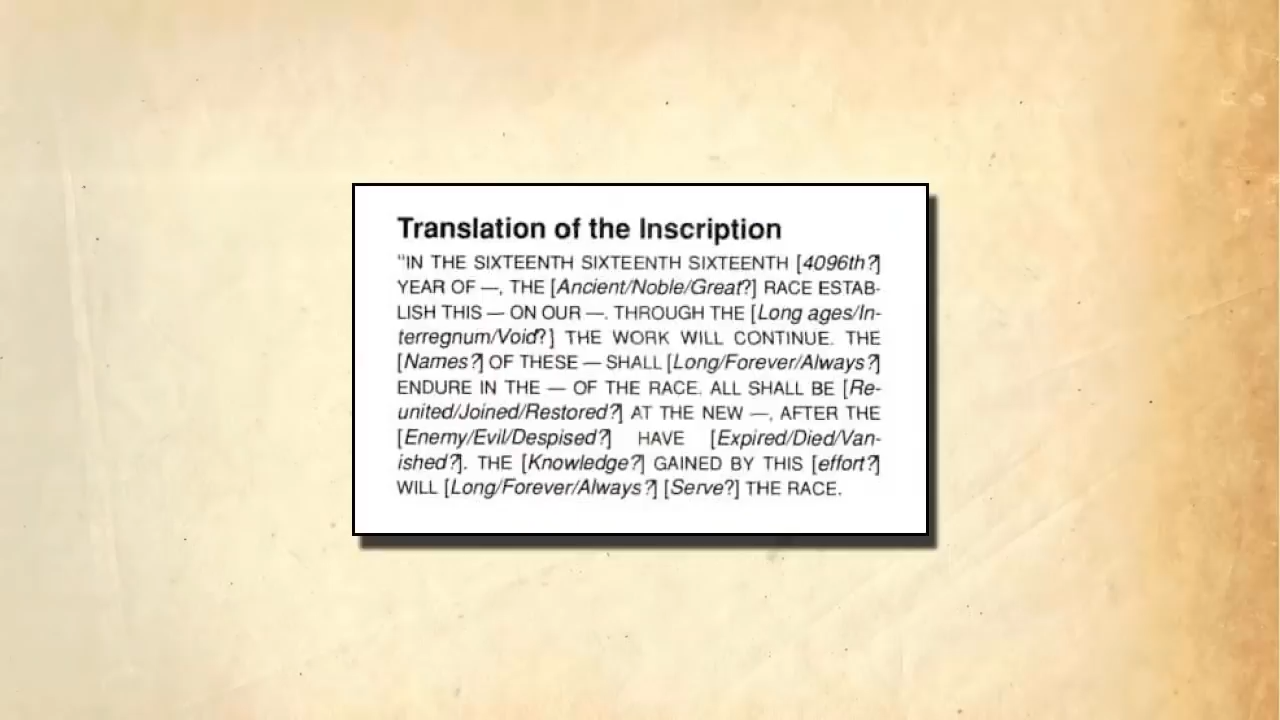 Translation of the Inscription
"IN THE SIXTEENTH SIXTEENTH SIXTEENTH [4096th?]
YEAR OF —, THE [Ancient/Noble/Great?] RACE ESTAB-
LISH THIS — ON OUR —. THROUGH THE [Long ages/In-
terregnum/Void?] THE WORK WILL CONTINUE. THE
[Names?] OF THESE — SHALL [Long/Forever/Always?]
ENDURE IN THE — OF THE RACE. ALL SHALL BE [Re-
united/Joined/Restored?] AT THE NEW —, AFTER THE
[Enemy/Evil/Despised?] HAVE [Expired/Died/Van-
ished?]. THE [Knowledge?] GAINED BY THIS [effort?]
WILL [Long/Forever/Always?] [Serve?] THE RACE.